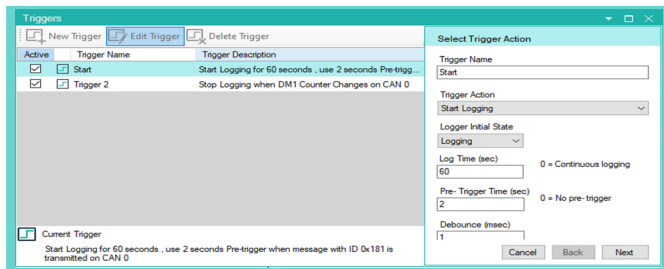 Triggers
New Trigger Edit Trigger Delete Trigger
Active Trigger Name Trigger Description
Start Start Logging for 60 seconds , use 2 seconds Pre-trigg...
Trigger 2 Stop Logging when DM1 Counter Changes on CAN 0
Current Trigger
Start Logging for 60 seconds , use 2 seconds Pre-trigger when message with ID 0x181 is
transmitted on CAN 0
Select Trigger Action
Trigger Name
Start
Trigger Action
Start Logging
Logger Initial State
Logging
Log Time (sec)
60 0 = Continuous logging
Pre- Trigger Time (sec)
2 0 = No pre- trigger
Debounce (msec)
1
Cancel Back Next